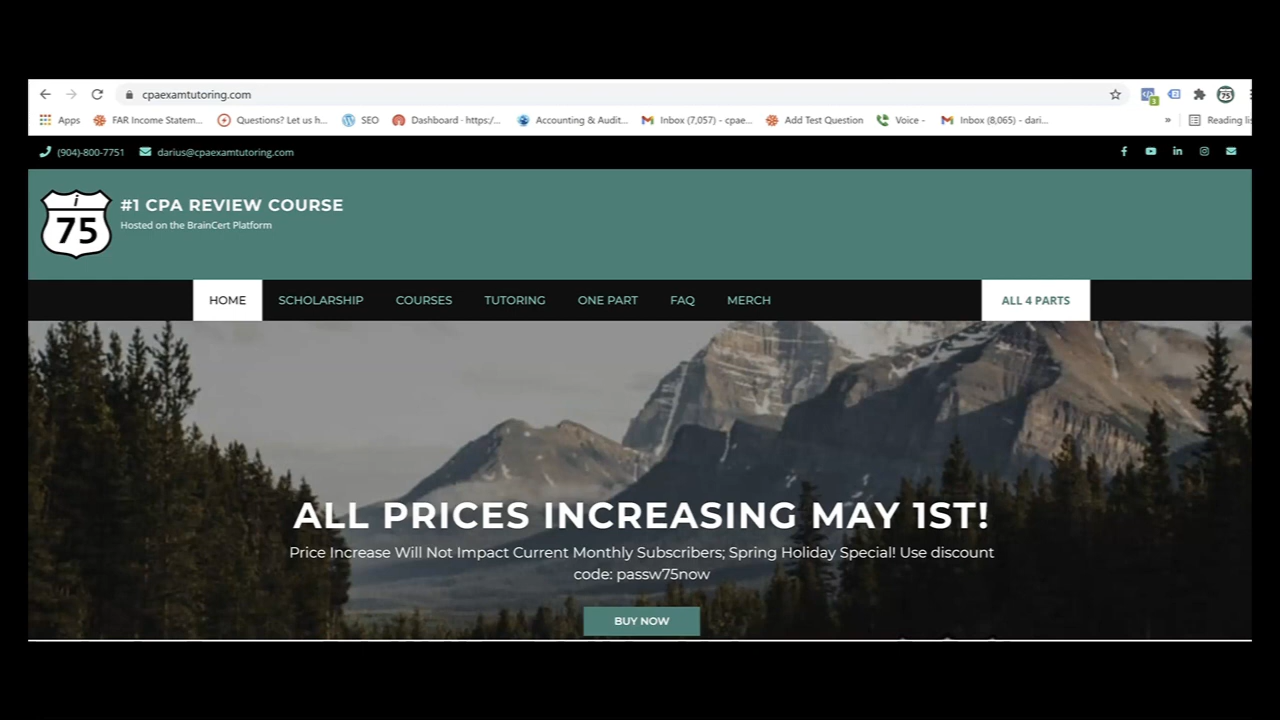 cpaexamtutoring.com
3
75
Apps FAR Income Statem... Questions? Let us h... SEO Dashboard · https:/... Accounting & Audit... Inbox (7,057) - cpae... Add Test Question Voice - Inbox (8,065) - dari... » Reading lis
(904)-800-7751 darius@cpaexamtutoring.com
i
75
#1 CPA REVIEW COURSE
Hosted on the BrainCert Platform
HOME SCHOLARSHIP COURSES TUTORING ONE PART FAQ MERCH ALL 4 PARTS
ALL PRICES INCREASING MAY 1ST!
Price Increase Will Not Impact Current Monthly Subscribers; Spring Holiday Special! Use discount
code: passw75now
BUY NOW